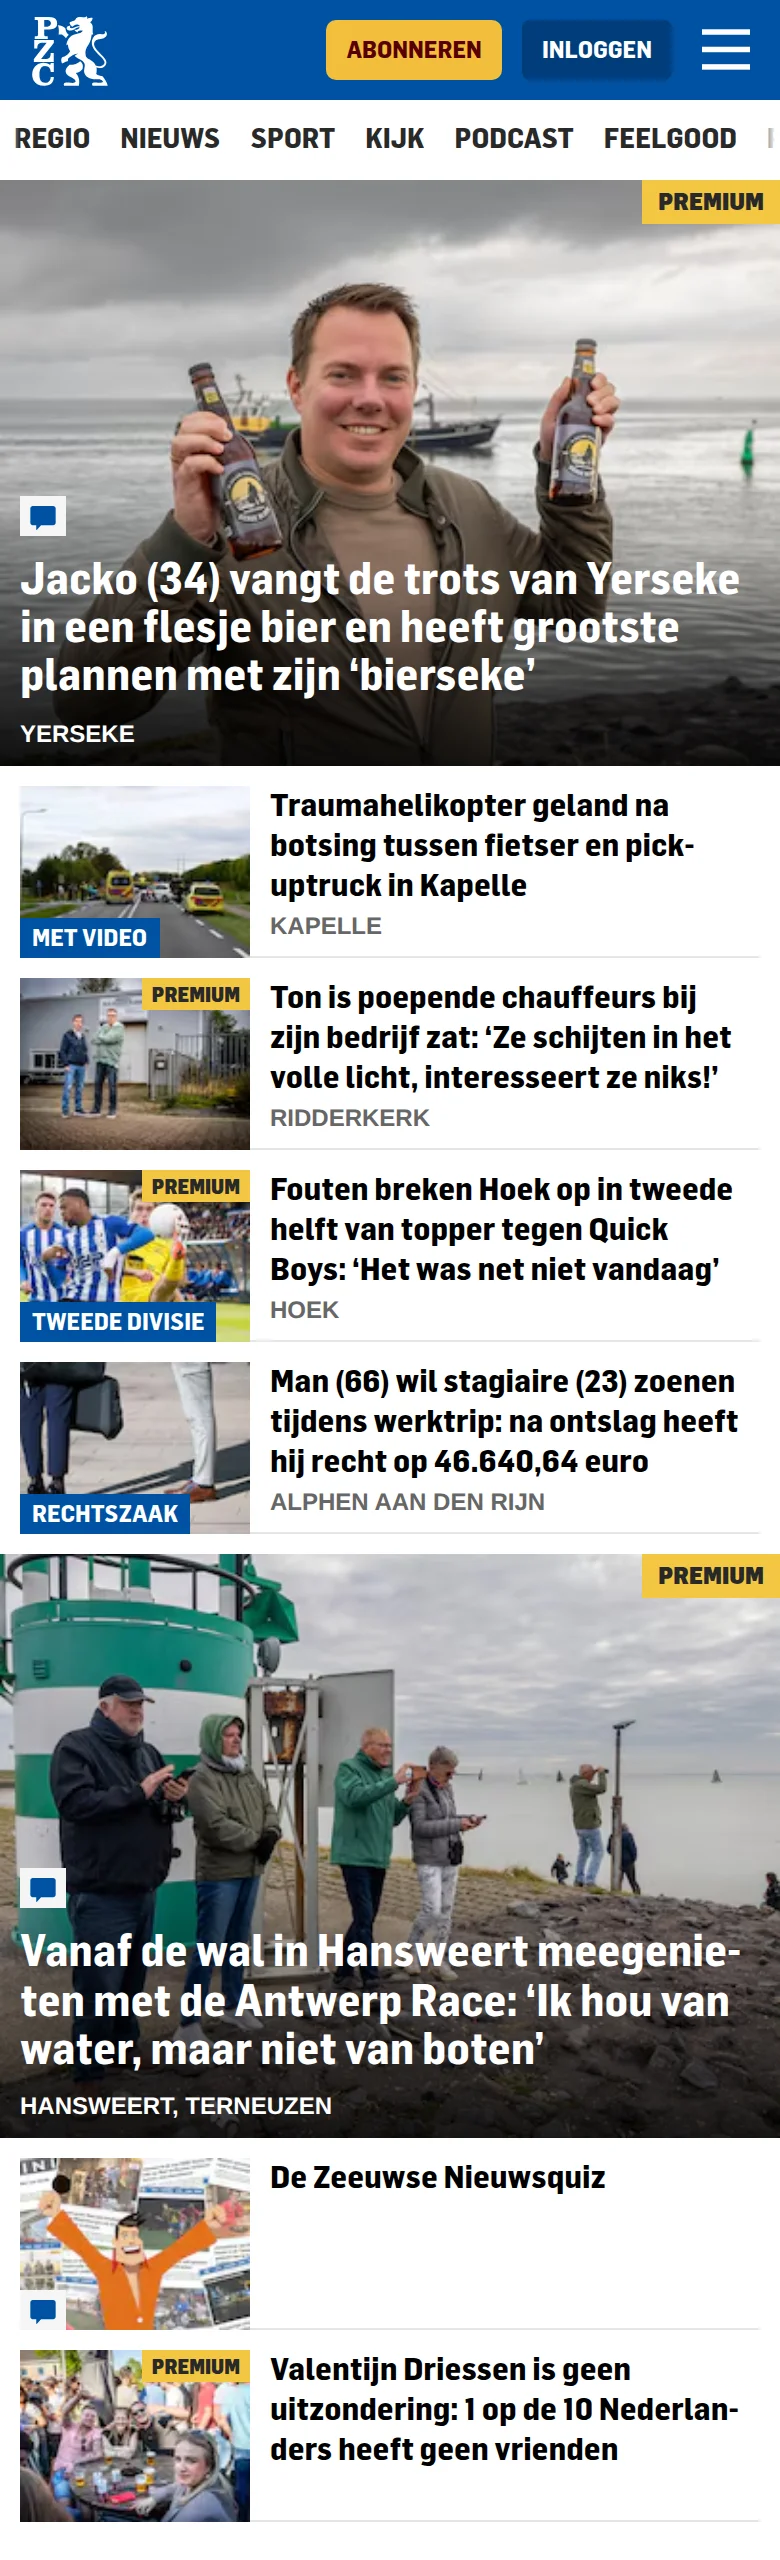 PZC
ABONNEREN
INLOGGEN
REGIO NIEUWS SPORT KIJK PODCAST FEELGOOD
PREMIUM
Jacko (34) vangt de trots van Yerseke
in een flesje bier en heeft grootste
plannen met zijn ‘bierseke’
YERSEKE
Traumahelikopter geland na
botsing tussen fietser en pick-
uptruck in Kapelle
KAPELLE
MET VIDEO
PREMIUM
Ton is poepende chauffeurs bij
zijn bedrijf zat: ‘Ze schijten in het
volle licht, interesseert ze niks!’
RIDDERKERK
PREMIUM
Fouten breken Hoek op in tweede
helft van topper tegen Quick
Boys: ‘Het was net niet vandaag’
HOEK
TWEEDE DIVISIE
Man (66) wil stagiaire (23) zoenen
tijdens werktrip: na ontslag heeft
hij recht op 46.640,64 euro
ALPHEN AAN DEN RIJN
RECHTSZAAK
PREMIUM
Vanaf de wal in Hansweert meegenie-
ten met de Antwerp Race: ‘Ik hou van
water, maar niet van boten’
HANSWEERT, TERNEUZEN
De Zeeuwse Nieuwsquiz
PREMIUM
Valentijn Driessen is geen
uitzondering: 1 op de 10 Nederlan-
ders heeft geen vrienden